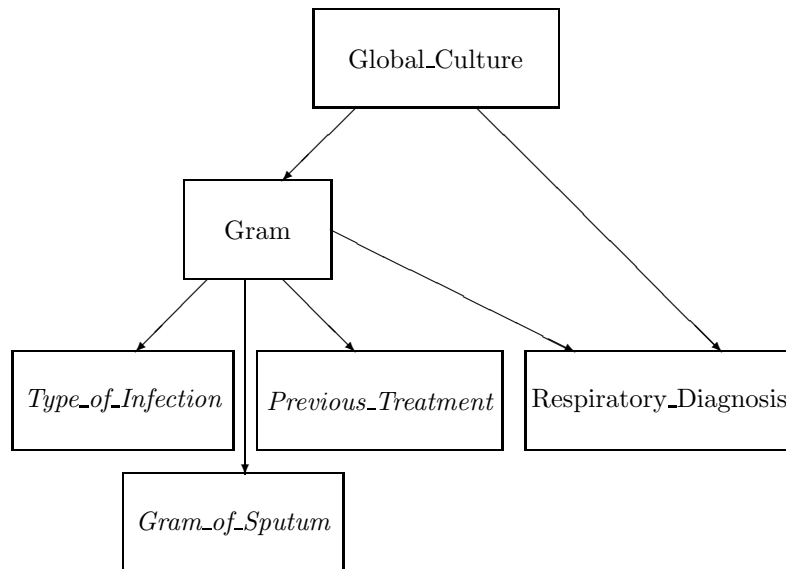 Global_Culture
Gram
Type_of_Infection
Previous_Treatment
Respiratory_Diagnosis
Gram_of_Sputum